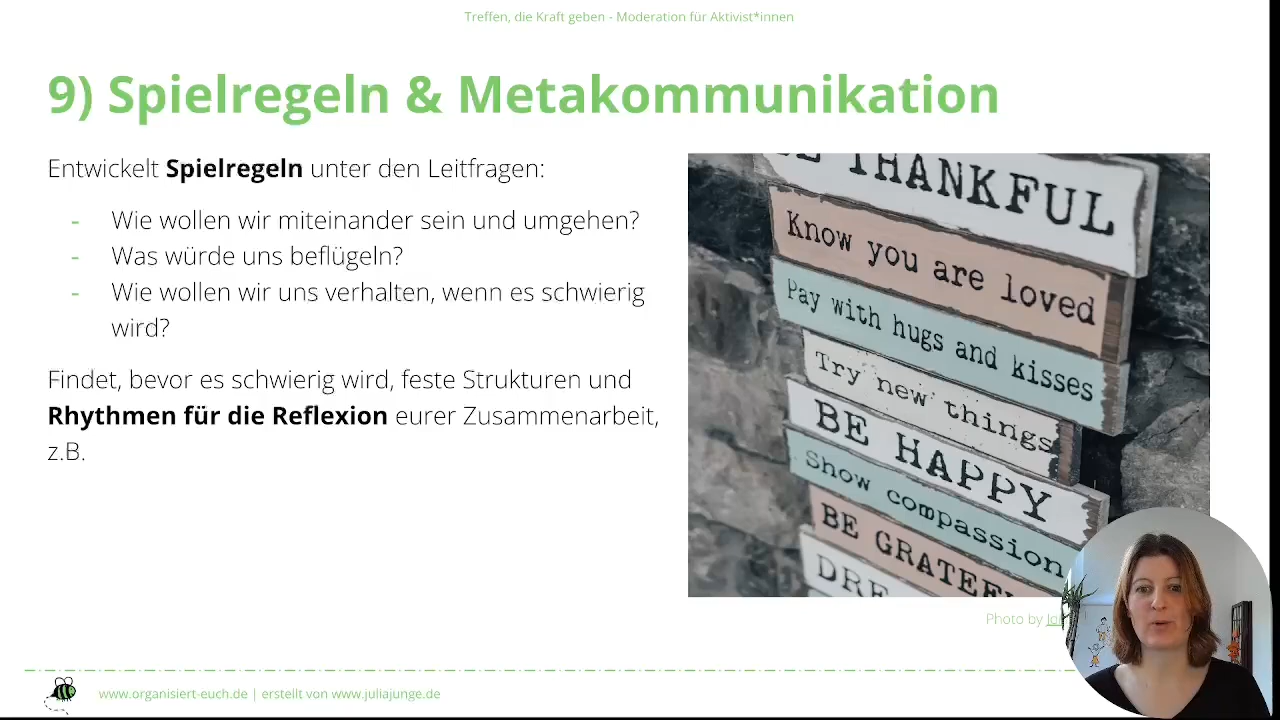 Treffen, die Kraft geben - Moderation für Aktivist*innen
9) Spielregeln & Metakommunikation
Entwickelt Spielregeln unter den Leitfragen:
- Wie wollen wir miteinander sein und umgehen?
- Was würde uns beflügeln?
- Wie wollen wir uns verhalten, wenn es schwierig
wird?
Findet, bevor es schwierig wird, feste Strukturen und
Rhythmen für die Reflexion eurer Zusammenarbeit,
z.B.
THANKFUL
Know you are loved
Pay with hugs and kisses
Try new things
BE HAPPY
Show compassion
BE
Photo by
www.organisiert-euch.de | erstellt von www.juliajunge.de